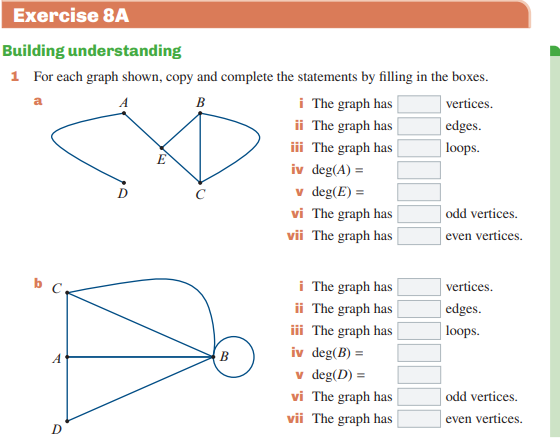 Exercise 8A
Building understanding
1 For each graph shown, copy and complete the statements by filling in the boxes.
a
A
B
E
D
C
i The graph has vertices.
ii The graph has edges.
iii The graph has loops.
iv deg(A) =
v deg(E) =
vi The graph has odd vertices.
vii The graph has even vertices.
b
C
A
B
D
i The graph has vertices.
ii The graph has edges.
iii The graph has loops.
iv deg(B) =
v deg(D) =
vi The graph has odd vertices.
vii The graph has even vertices.